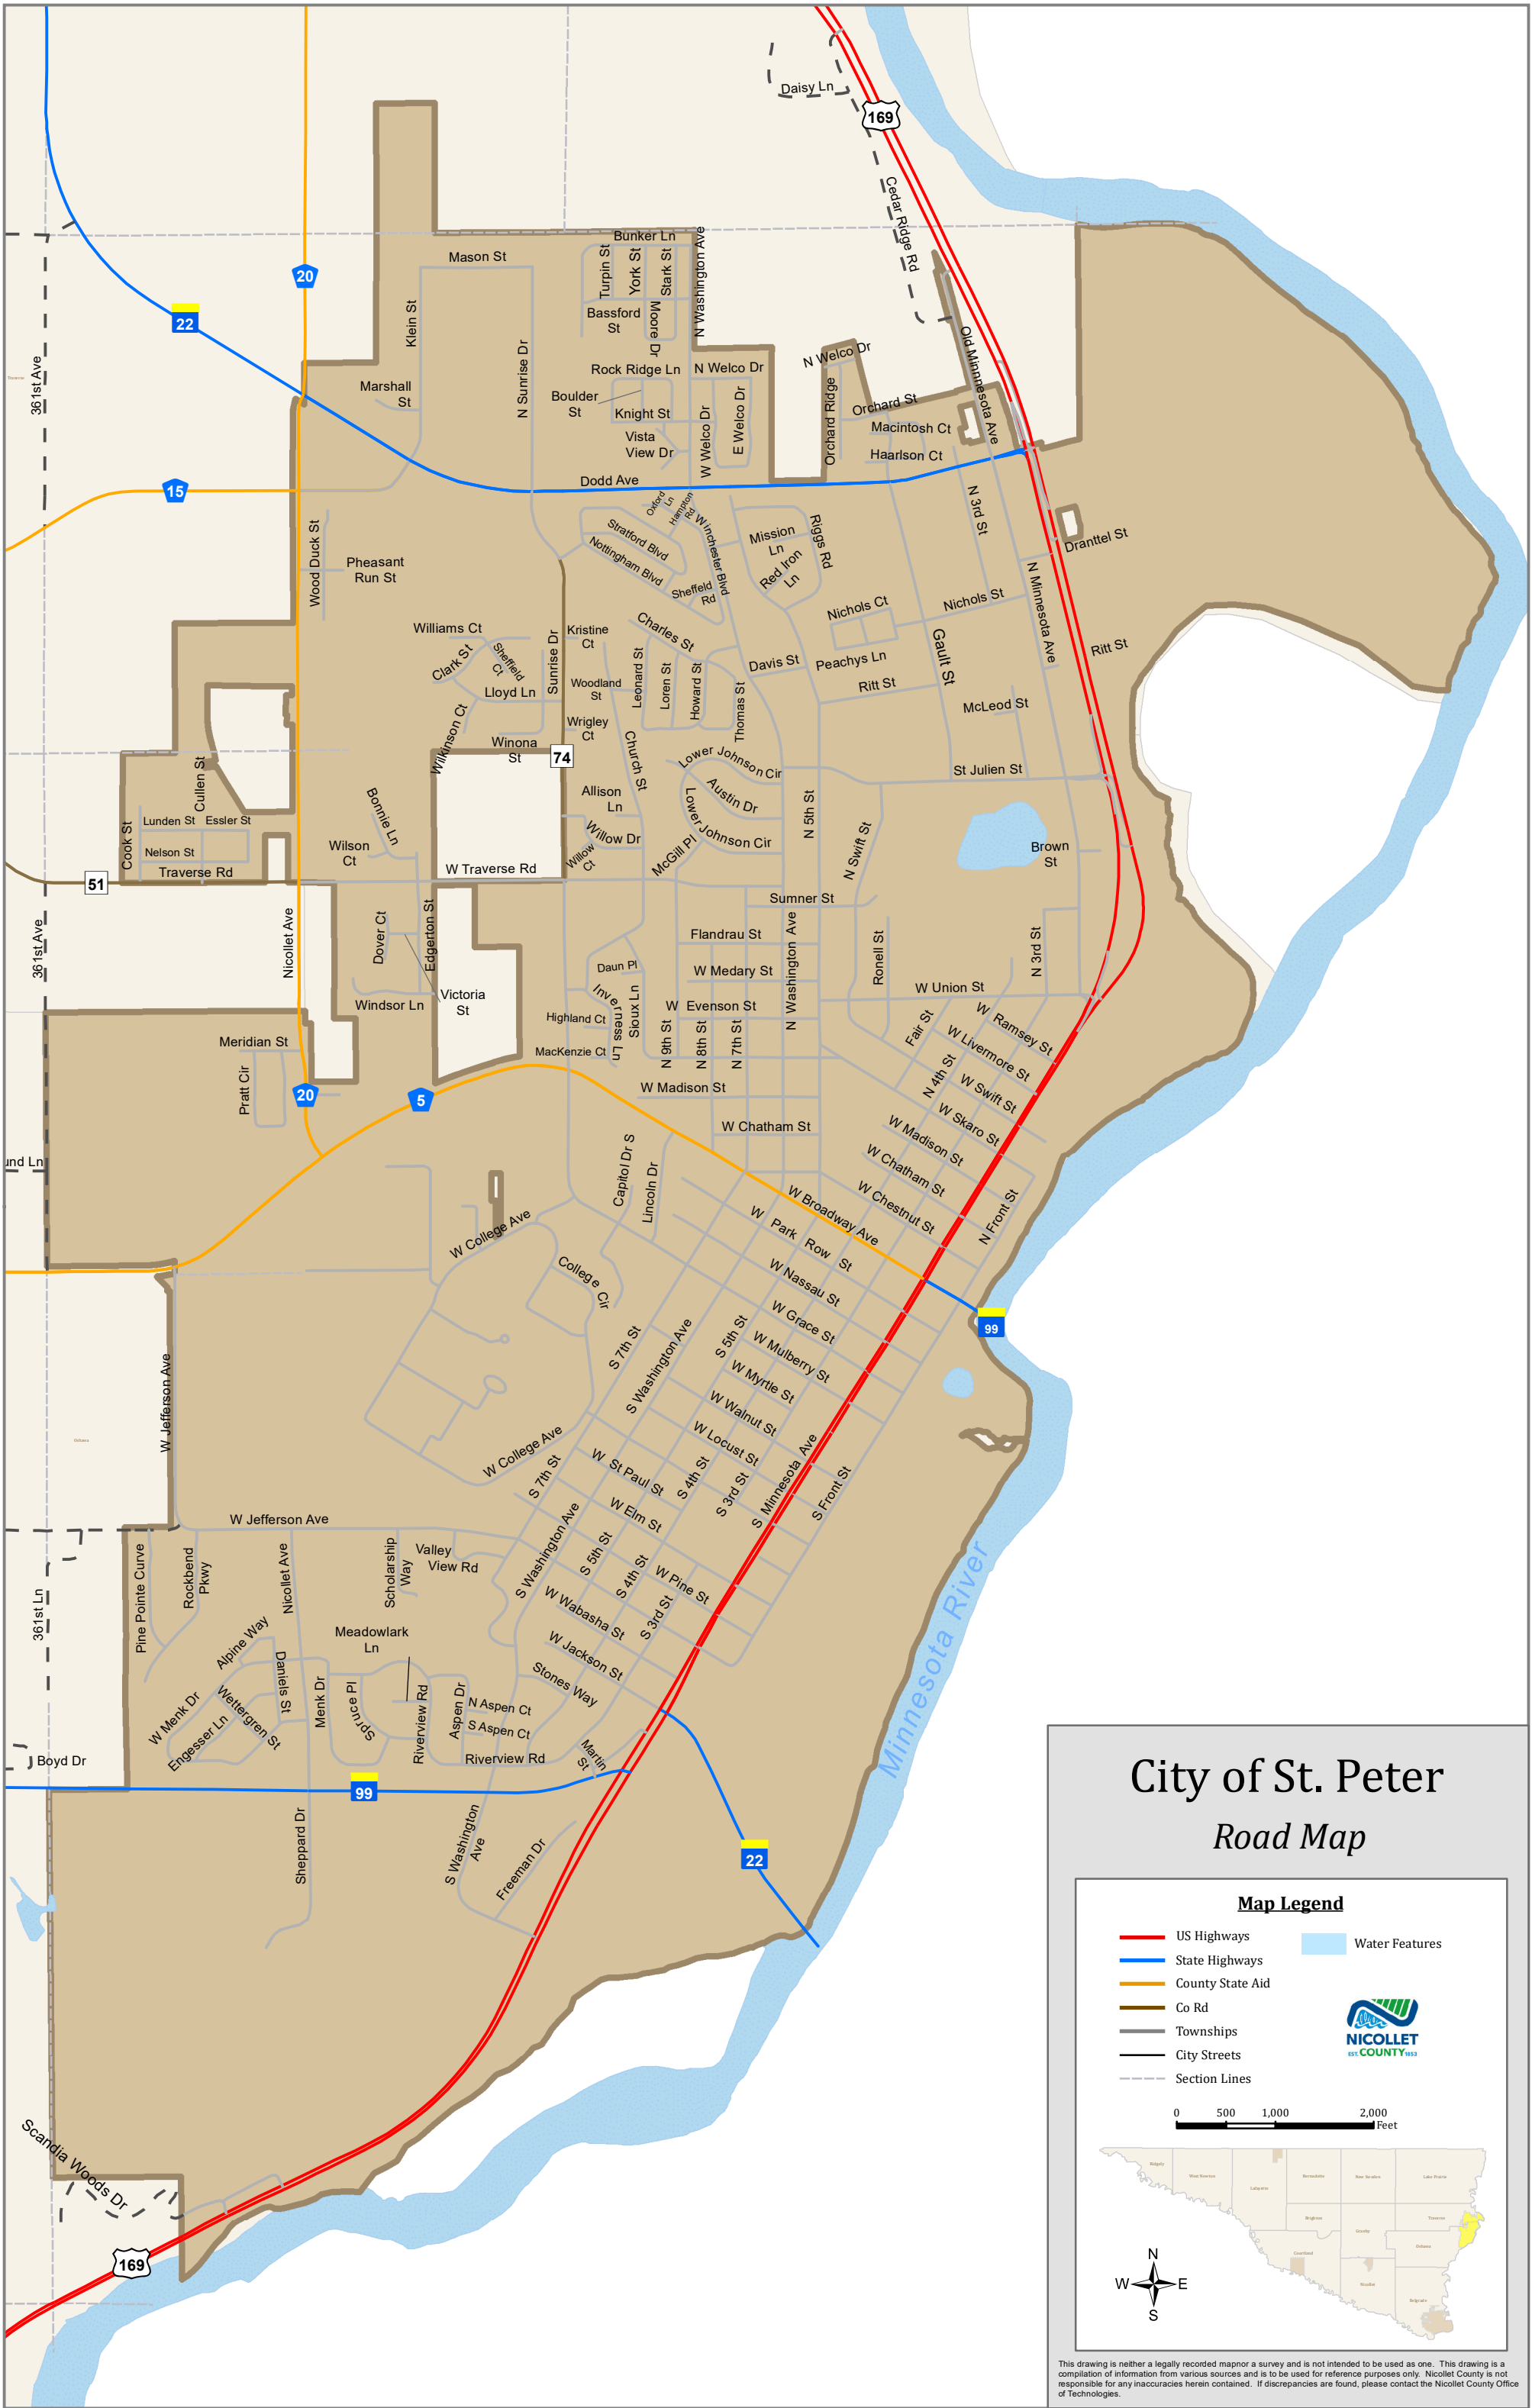 Daisy Ln
169
Cedar Ridge Rd
Bunker Ln
Mason St
Turpin St
York St
Stark St
N Washington Ave
20
22
Klein St
Bassford
St
Moore Dr
Old Minnnesota Ave
361st Ave
N Sunrise Dr
N Welco Dr
Rock Ridge Ln
N Welco Dr
Marshall
St
Boulder
St
Knight St
W Welco Dr
E Welco Dr
Orchard Ridge
Orchard St
Macintosh Ct
Haarlson Ct
Vista
View Dr
Dodd Ave
15
Oxford
Ln
Hampton
Rd
Winchester Blvd
Stratford Blvd
Nottingham Blvd
Sheffeld
Rd
Mission
Ln
Riggs Rd
Red Iron
Ln
N 3rd St
Dranttel St
Wood Duck St
Pheasant
Run St
N Minnesota Ave
Nichols St
Nichols Ct
Williams Ct
Clark St
Sheffield
Ct
Lloyd Ln
Sunrise Dr
Kristine
Ct
Charles St
Woodland
St
Leonard St
Loren St
Howard St
Thomas St
Davis St
Peachys Ln
Ritt St
Gault St
Ritt St
McLeod St
Wilkinson Ct
Wrigley
Ct
Winona
St
74
Church St
Lower Johnson Cir
Austin Dr
Lower Johnson Cir
St Julien St
Cullen St
Bonnie Ln
Allison
Ln
Willow Dr
Willow
Ct
McGill Pl
N 5th St
N Swift St
Brown
St
Cook St
Lunden St
Essler St
Nelson St
Traverse Rd
51
Wilson
Ct
W Traverse Rd
Sumner St
361st Ave
Nicollet Ave
Dover Ct
Edgerton St
Flandrau St
N Washington Ave
Ronell St
N 3rd St
Daun Pl
W Medary St
Windsor Ln
Victoria
St
Inverness Ln
Sioux Ln
W Evenson St
W Union St
Highland Ct
MacKenzie Ct
N 9th St
N 8th St
N 7th St
Fair St
W Ramsey St
W Livermore St
Meridian St
Pratt Cir
20
5
W Madison St
N 4th St
W Swift St
W Skaro St
W Chatham St
W Madison St
W Chatham St
und Ln
Capitol Dr S
Lincoln Dr
W Chestnut St
N Front St
W Broadway Ave
W College Ave
W Park Row St
College Cir
W Nassau St
99
W Grace St
S 7th St
S Washington Ave
S 5th St
W Mulberry St
W Myrtle St
W Jefferson Ave
W Walnut St
W College Ave
W Locust St
S 7th St
W St Paul St
S 4th St
S 3rd St
S Minnesota Ave
S Front St
W Jefferson Ave
W Elm St
Pine Pointe Curve
Rockbend
Pkwy
Nicollet Ave
Scholarship
Way
Valley
View Rd
S Washington Ave
S 5th St
S 4th St
W Pine St
361st Ln
W Wabasha St
S 3rd St
Minnesota River
Alpine Way
Meadowlark
Ln
W Jackson St
Stones Way
Daniels St
W Menk Dr
Wettergren St
Engesser Ln
Menk Dr
Spruce Pl
Riverview Rd
Aspen Dr
N Aspen Ct
S Aspen Ct
Riverview Rd
Martin
St
Boyd Dr
99
Sheppard Dr
S Washington
Ave
Freeman Dr
22
Scandia Woods Dr
169
City of St. Peter
Road Map
Map Legend
US Highways
State Highways
County State Aid
Co Rd
Townships
City Streets
Section Lines
Water Features
NICOLLET
EST. COUNTY 1853
0 500 1,000 2,000
Feet
N
W E
S
This drawing is neither a legally recorded mapnor a survey and is not intended to be used as one. This drawing is a
compilation of information from various sources and is to be used for reference purposes only. Nicollet County is not
responsible for any inaccuracies herein contained. If discrepancies are found, please contact the Nicollet County Office
of Technologies.